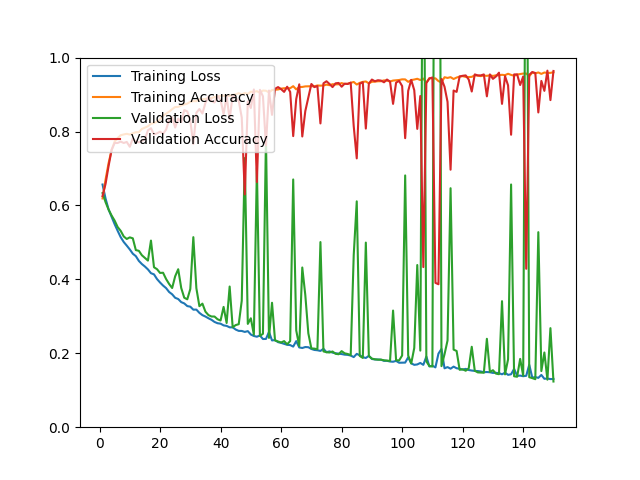 1.0
0.8
0.6
0.4
0.2
0.0
0 20 40 60 80 100 120 140
Training Loss
Training Accuracy
Validation Loss
Validation Accuracy